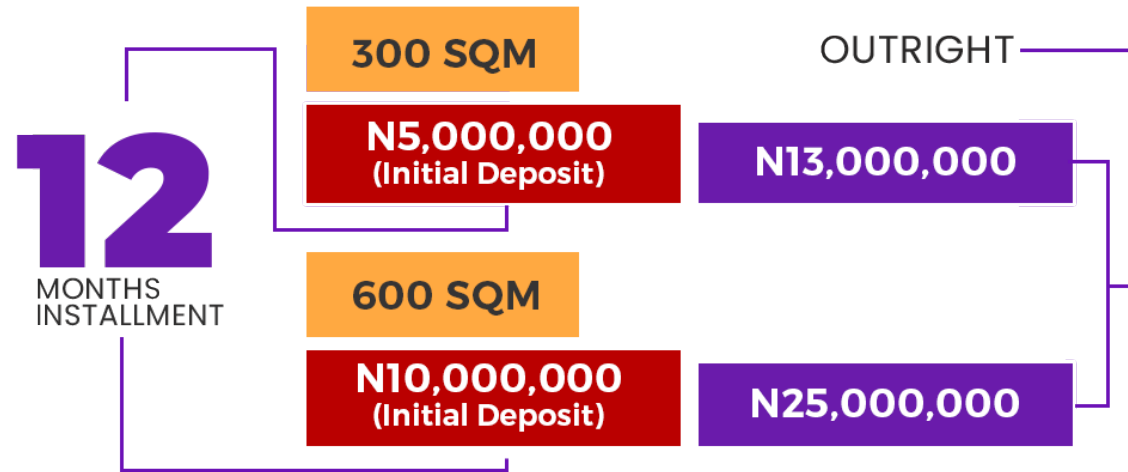 300 SQM
OUTRIGHT
N5,000,000
(Initial Deposit)
N13,000,000
12
MONTHS
INSTALLMENT
600 SQM
N10,000,000
(Initial Deposit)
N25,000,000